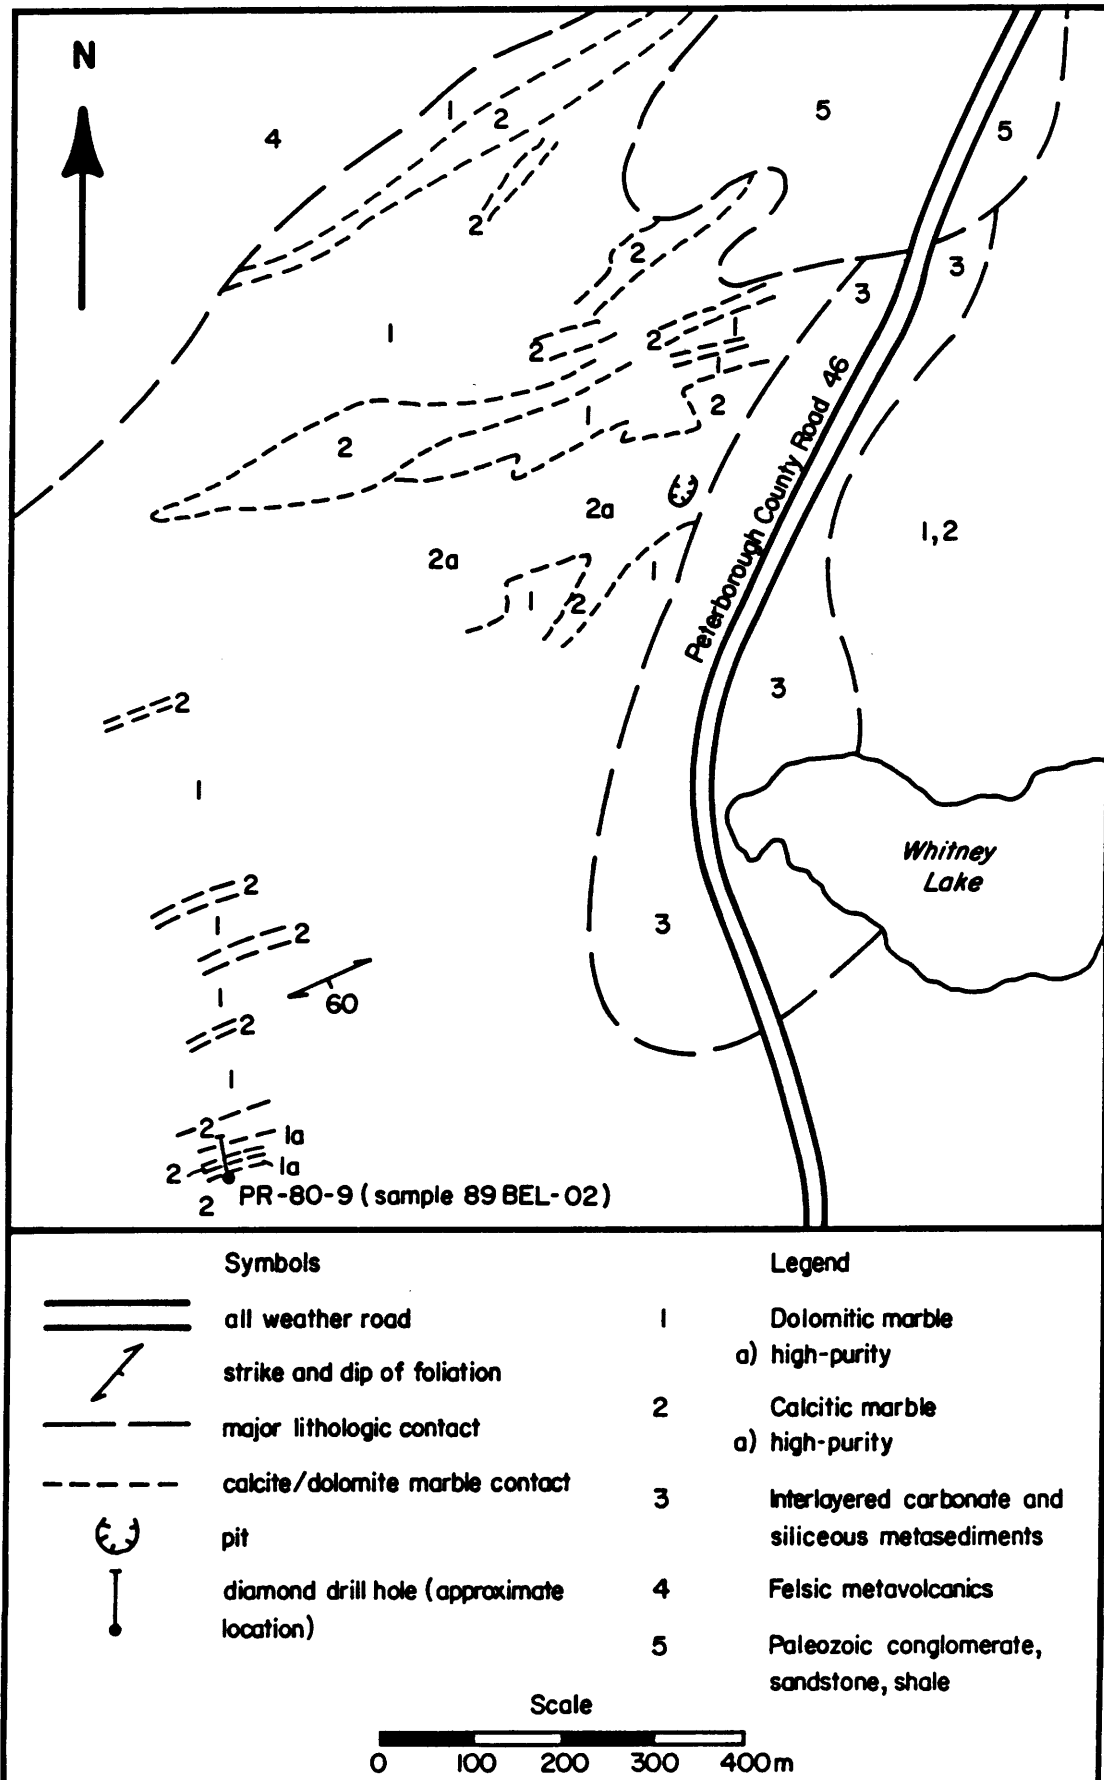 N
5
1
2
5
4
2
2
3
3
1
2
2
1
1
2
1
2
Peterborough County Road 46
2a
1,2
2a
1
1
2
2
3
1
Whitney
Lake
2
1
2
3
1
60
2
1
2
1a
1a
2
PR-80-9 (sample 89 BEL-02)
2
Symbols
all weather road
strike and dip of foliation
major lithologic contact
calcite/dolomite marble contact
pit
diamond drill hole (approximate
location)
Legend
1 Dolomitic marble
a) high-purity
2 Calcitic marble
a) high-purity
3 Interlayered carbonate and
siliceous metasediments
4 Felsic metavolcanics
5 Paleozoic conglomerate,
sandstone, shale
Scale
0 100 200 300 400m